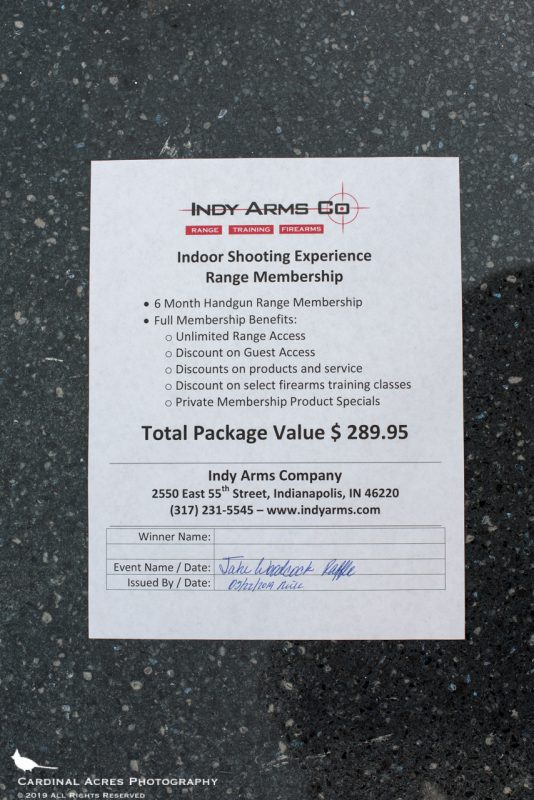 INDY ARMS CO
RANGE TRAINING FIREARMS
Indoor Shooting Experience
Range Membership
• 6 Month Handgun Range Membership
• Full Membership Benefits:
o Unlimited Range Access
o Discount on Guest Access
o Discounts on products and service
o Discount on select firearms training classes
o Private Membership Product Specials
Total Package Value $ 289.95
Indy Arms Company
2550 East 55th Street, Indianapolis, IN 46220
(317) 231-5545 – www.indyarms.com
Winner Name:
Event Name / Date: Jake Woodcock Raffle
Issued By / Date: 03/22/2019
CARDINAL ACRES PHOTOGRAPHY
© 2019 ALL RIGHTS RESERVED